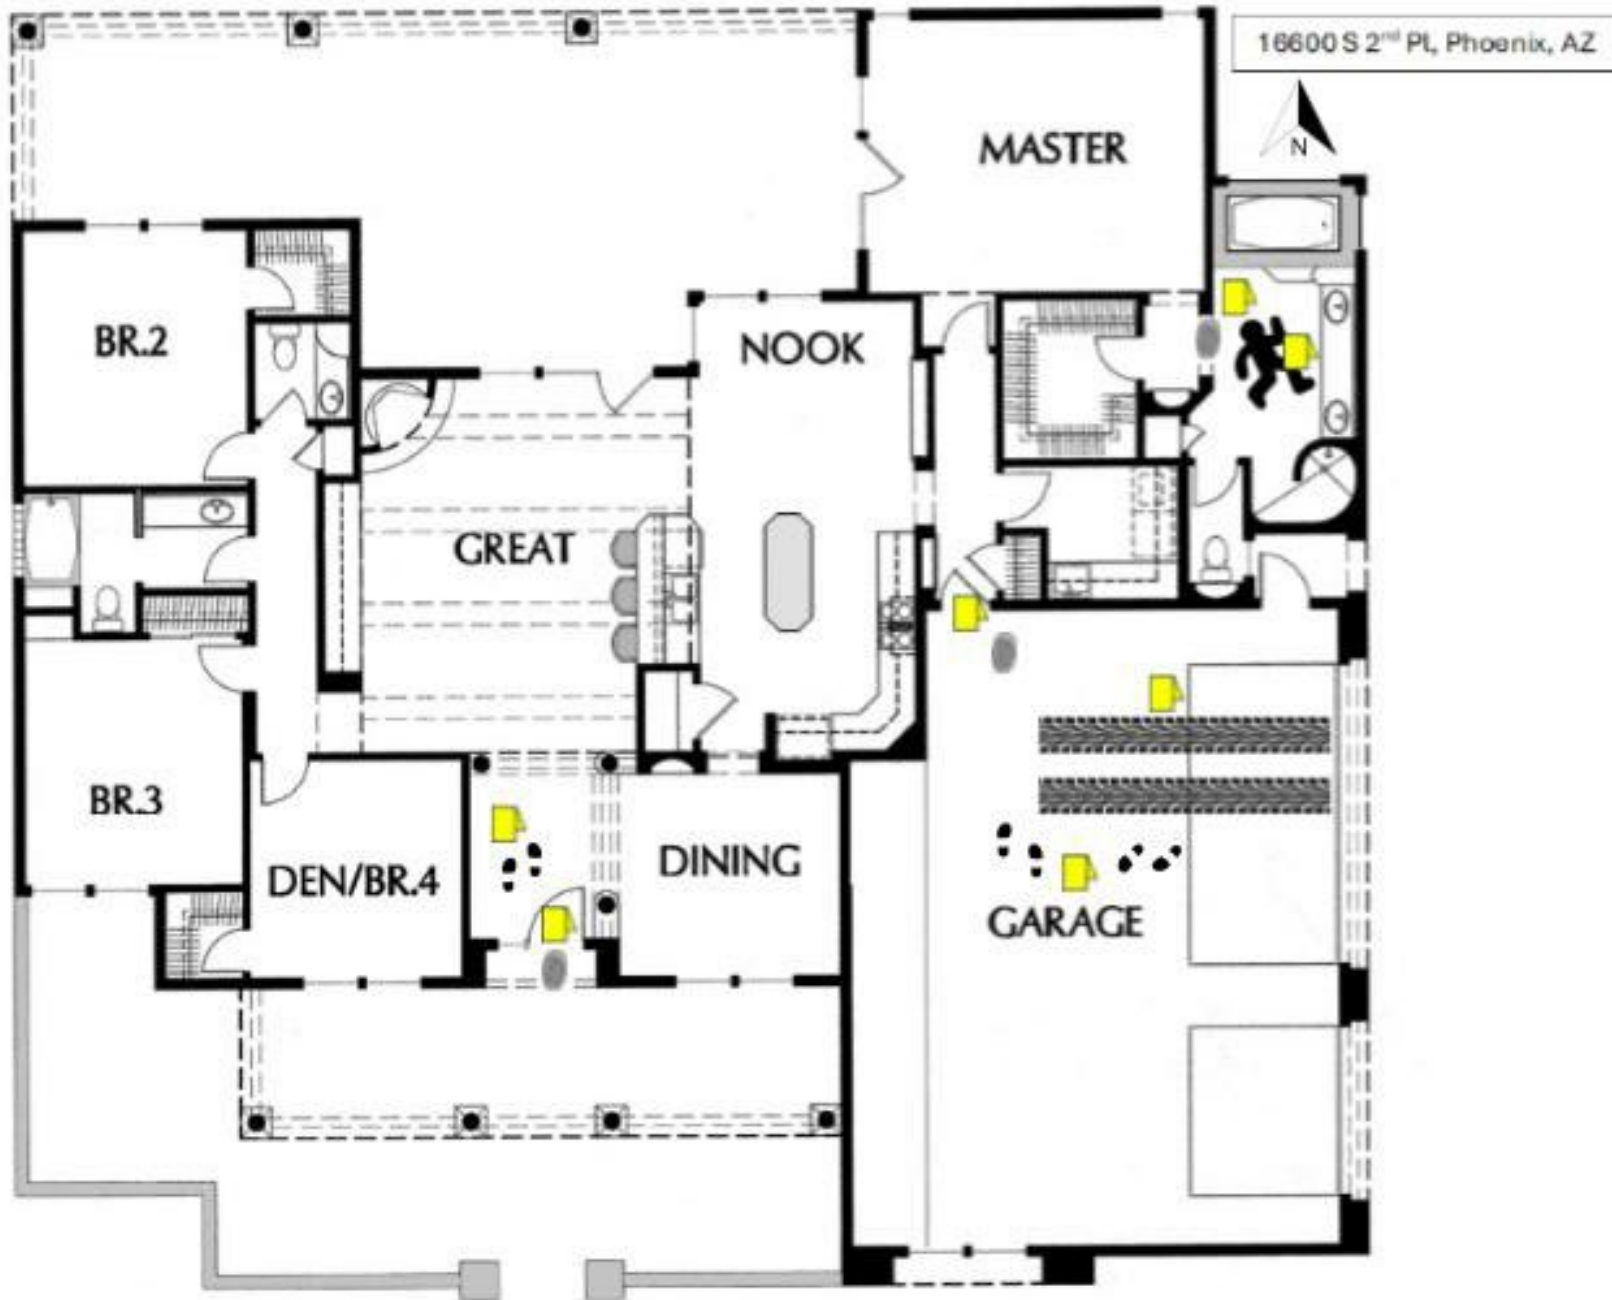 16600 S 2nd Pl, Phoenix, AZ
N
MASTER
BR.2
NOOK
GREAT
BR.3
DEN/BR.4
DINING
GARAGE